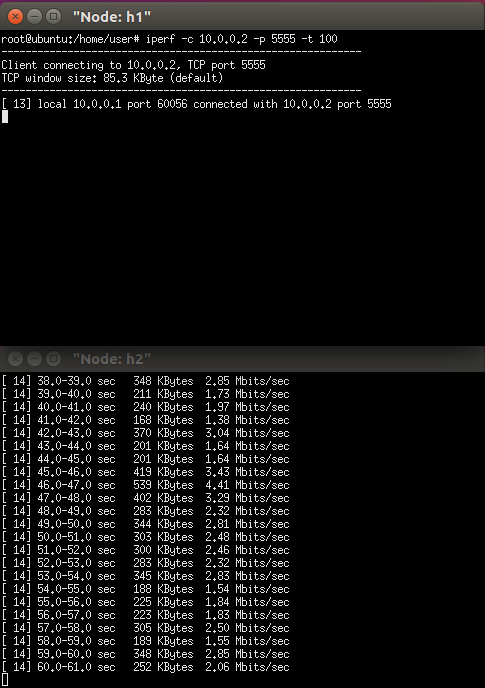 "Node: h1"
root@ubuntu:/home/user# iperf -c 10.0.0.2 -p 5555 -t 100
------------------------------------------------------------
Client connecting to 10.0.0.2, TCP port 5555
TCP window size: 85.3 KByte (default)
------------------------------------------------------------
[ 13] local 10.0.0.1 port 60056 connected with 10.0.0.2 port 5555
"Node: h2"
[ 14] 38.0-39.0 sec   348 KBytes  2.85 Mbits/sec
[ 14] 39.0-40.0 sec   211 KBytes  1.73 Mbits/sec
[ 14] 40.0-41.0 sec   240 KBytes  1.97 Mbits/sec
[ 14] 41.0-42.0 sec   168 KBytes  1.38 Mbits/sec
[ 14] 42.0-43.0 sec   370 KBytes  3.04 Mbits/sec
[ 14] 43.0-44.0 sec   201 KBytes  1.64 Mbits/sec
[ 14] 44.0-45.0 sec   201 KBytes  1.64 Mbits/sec
[ 14] 45.0-46.0 sec   419 KBytes  3.43 Mbits/sec
[ 14] 46.0-47.0 sec   539 KBytes  4.41 Mbits/sec
[ 14] 47.0-48.0 sec   402 KBytes  3.29 Mbits/sec
[ 14] 48.0-49.0 sec   283 KBytes  2.32 Mbits/sec
[ 14] 49.0-50.0 sec   344 KBytes  2.81 Mbits/sec
[ 14] 50.0-51.0 sec   303 KBytes  2.48 Mbits/sec
[ 14] 51.0-52.0 sec   300 KBytes  2.46 Mbits/sec
[ 14] 52.0-53.0 sec   283 KBytes  2.32 Mbits/sec
[ 14] 53.0-54.0 sec   345 KBytes  2.83 Mbits/sec
[ 14] 54.0-55.0 sec   188 KBytes  1.54 Mbits/sec
[ 14] 55.0-56.0 sec   225 KBytes  1.84 Mbits/sec
[ 14] 56.0-57.0 sec   223 KBytes  1.83 Mbits/sec
[ 14] 57.0-58.0 sec   305 KBytes  2.50 Mbits/sec
[ 14] 58.0-59.0 sec   189 KBytes  1.55 Mbits/sec
[ 14] 59.0-60.0 sec   348 KBytes  2.85 Mbits/sec
[ 14] 60.0-61.0 sec   252 KBytes  2.06 Mbits/sec